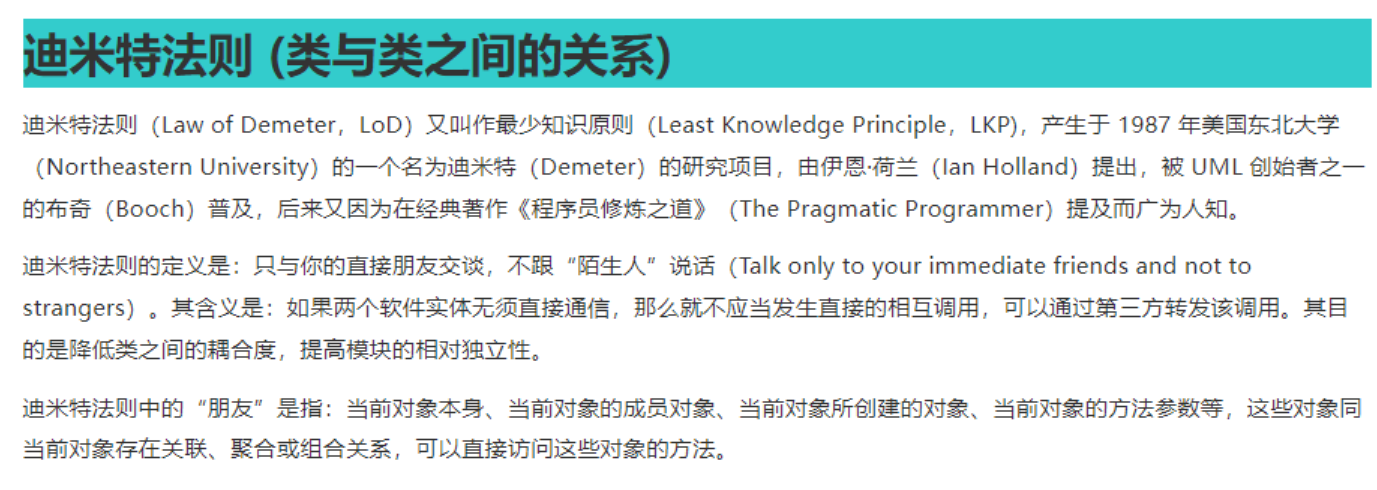 迪米特法则 (类与类之间的关系)
迪米特法则（Law of Demeter，LoD）又叫作最少知识原则（Least Knowledge Principle，LKP)，产生于 1987 年美国东北大学
（Northeastern University）的一个名为迪米特（Demeter）的研究项目，由伊恩·荷兰（Ian Holland）提出，被 UML 创始者之一
的布奇（Booch）普及，后来又因为在经典著作《程序员修炼之道》（The Pragmatic Programmer）提及而广为人知。
迪米特法则的定义是：只与你的直接朋友交谈，不跟“陌生人”说话（Talk only to your immediate friends and not to
strangers）。其含义是：如果两个软件实体无须直接通信，那么就不应当发生直接的相互调用，可以通过第三方转发该调用。其目
的是降低类之间的耦合度，提高模块的相对独立性。
迪米特法则中的“朋友”是指：当前对象本身、当前对象的成员对象、当前对象所创建的对象、当前对象的方法参数等，这些对象同
当前对象存在关联、聚合或组合关系，可以直接访问这些对象的方法。